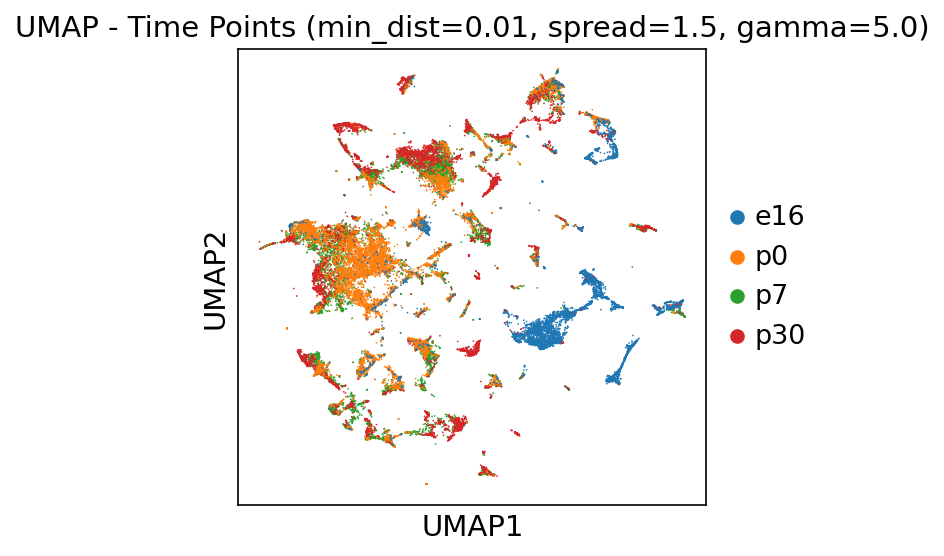 UMAP - Time Points (min_dist=0.01, spread=1.5, gamma=5.0)
UMAP2
e16
p0
p7
p30
UMAP1